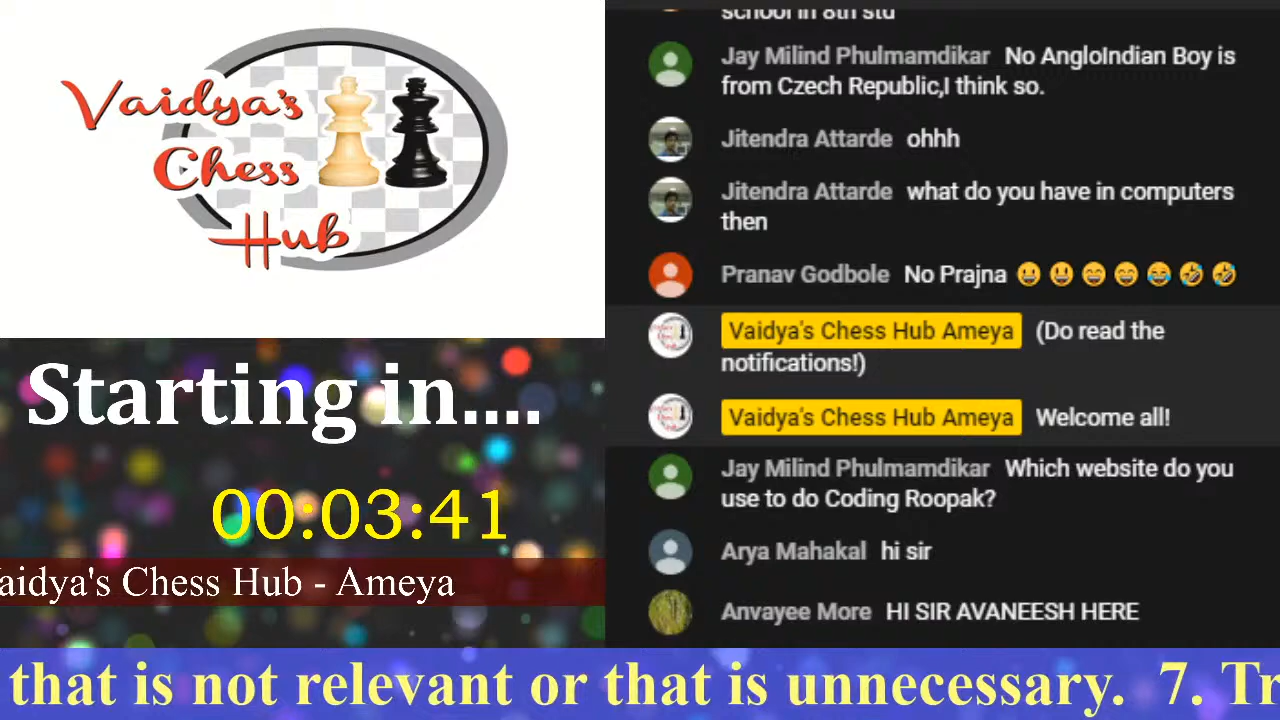 Vaidya's
Chess
Hub
Starting in....
00:03:41
aidya's Chess Hub - Ameya
school in 8th std
Jay Milind Phulmamdikar No AngloIndian Boy is
from Czech Republic,I think so.
Jitendra Attarde ohhh
Jitendra Attarde what do you have in computers
then
Pranav Godbole No Prajna 😀 😃 😄 😄 😂 🤣 🤣
Vaidya's Chess Hub Ameya (Do read the
notifications!)
Vaidya's Chess Hub Ameya Welcome all!
Jay Milind Phulmamdikar Which website do you
use to do Coding Roopak?
Arya Mahakal hi sir
Anvayee More HI SIR AVANEESH HERE
that is not relevant or that is unnecessary. 7. Tr